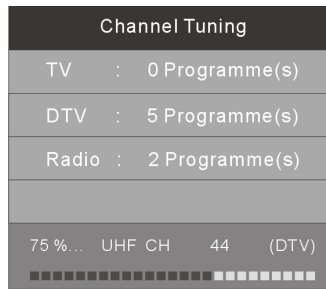 Channel Tuning
TV : 0 Programme(s)
DTV : 5 Programme(s)
Radio : 2 Programme(s)
75 %... UHF CH 44 (DTV)